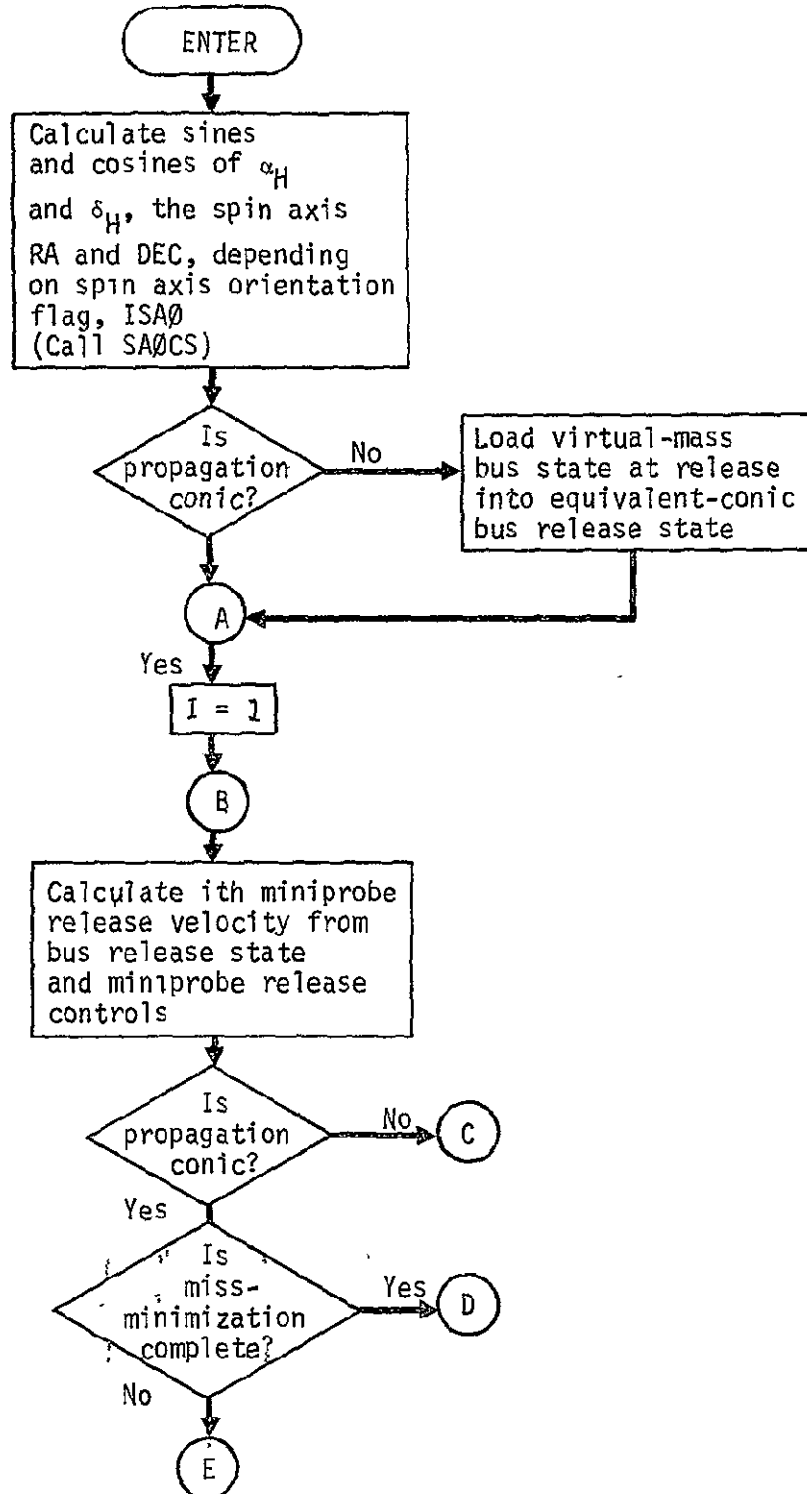 ENTER
Calculate sines
and cosines of αH
and δH, the spin axis
RA and DEC, depending
on spin axis orientation
flag, ISAØ
(Call SAØCS)
Is
propagation
conic?
No
Load virtual-mass
bus state at release
into equivalent-conic
bus release state
A
Yes
I = 1
B
Calculate ith miniprobe
release velocity from
bus release state
and miniprobe release
controls
Is
propagation
conic?
No
C
Yes
Is
miss-
minimization
complete?
Yes
D
No
E